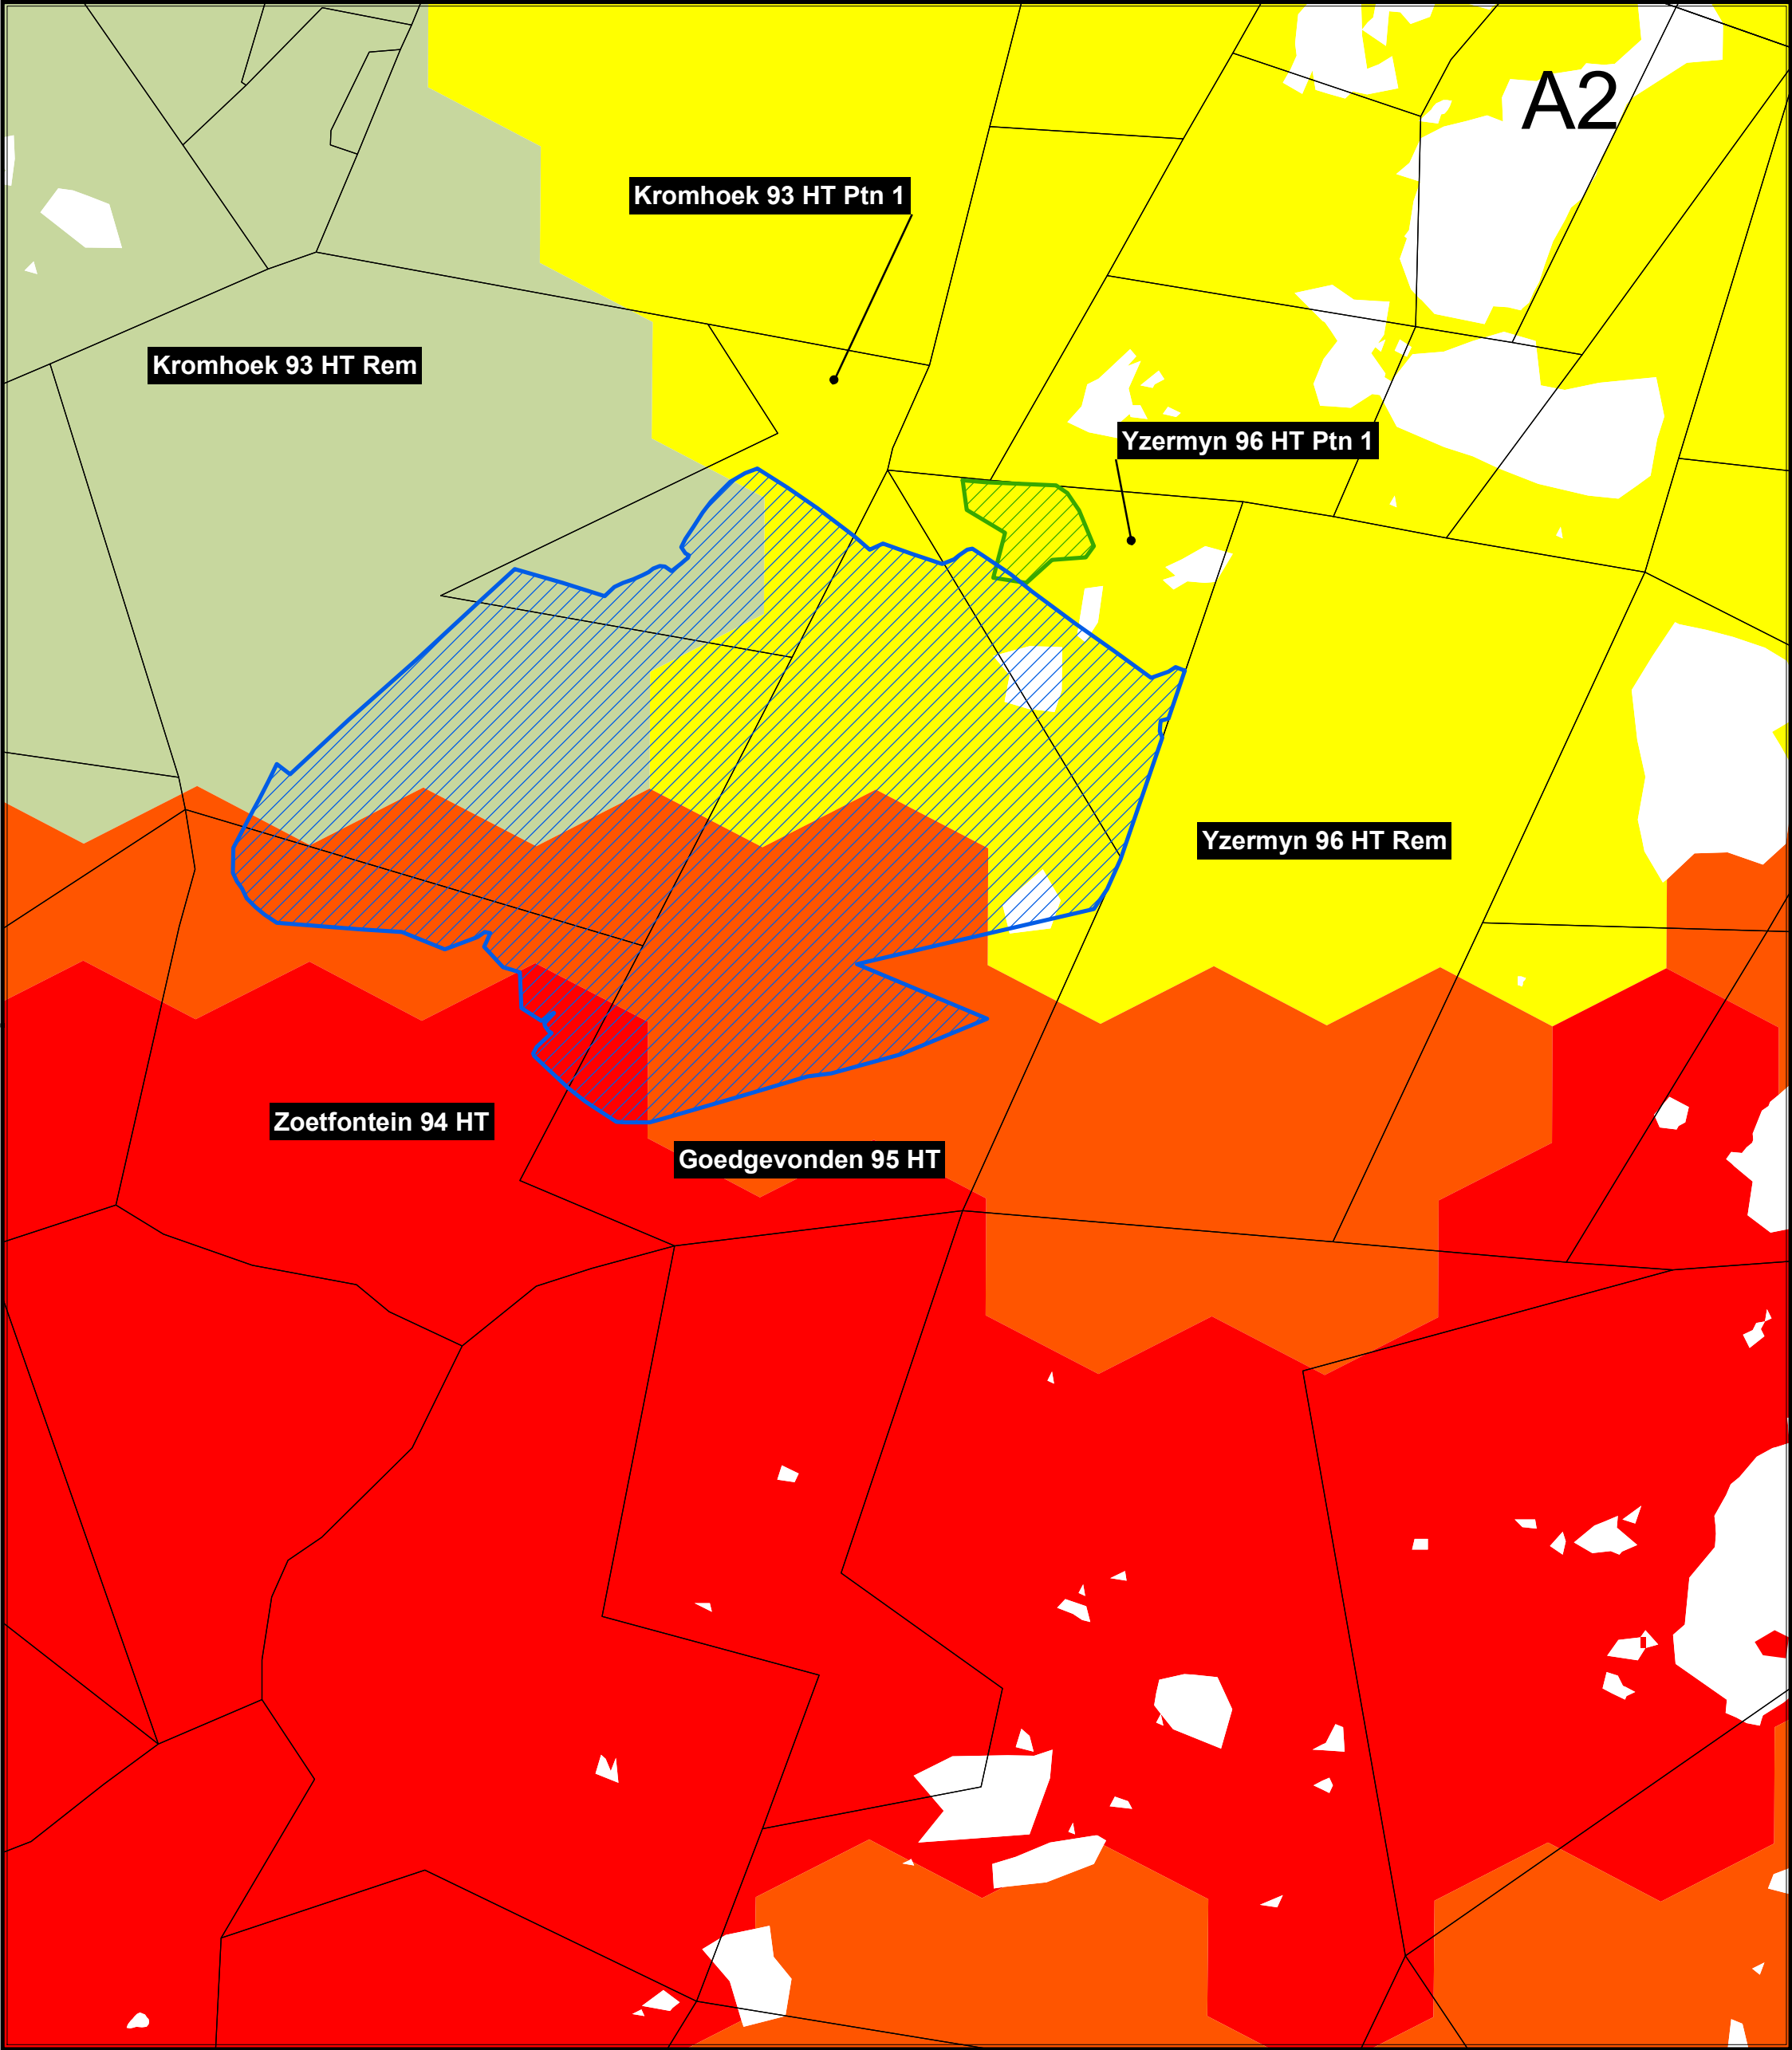 A2
Kromhoek 93 HT Ptn 1
Kromhoek 93 HT Rem
Yzermyn 96 HT Ptn 1
Yzermyn 96 HT Rem
Zoetfontein 94 HT
Goedgevonden 95 HT